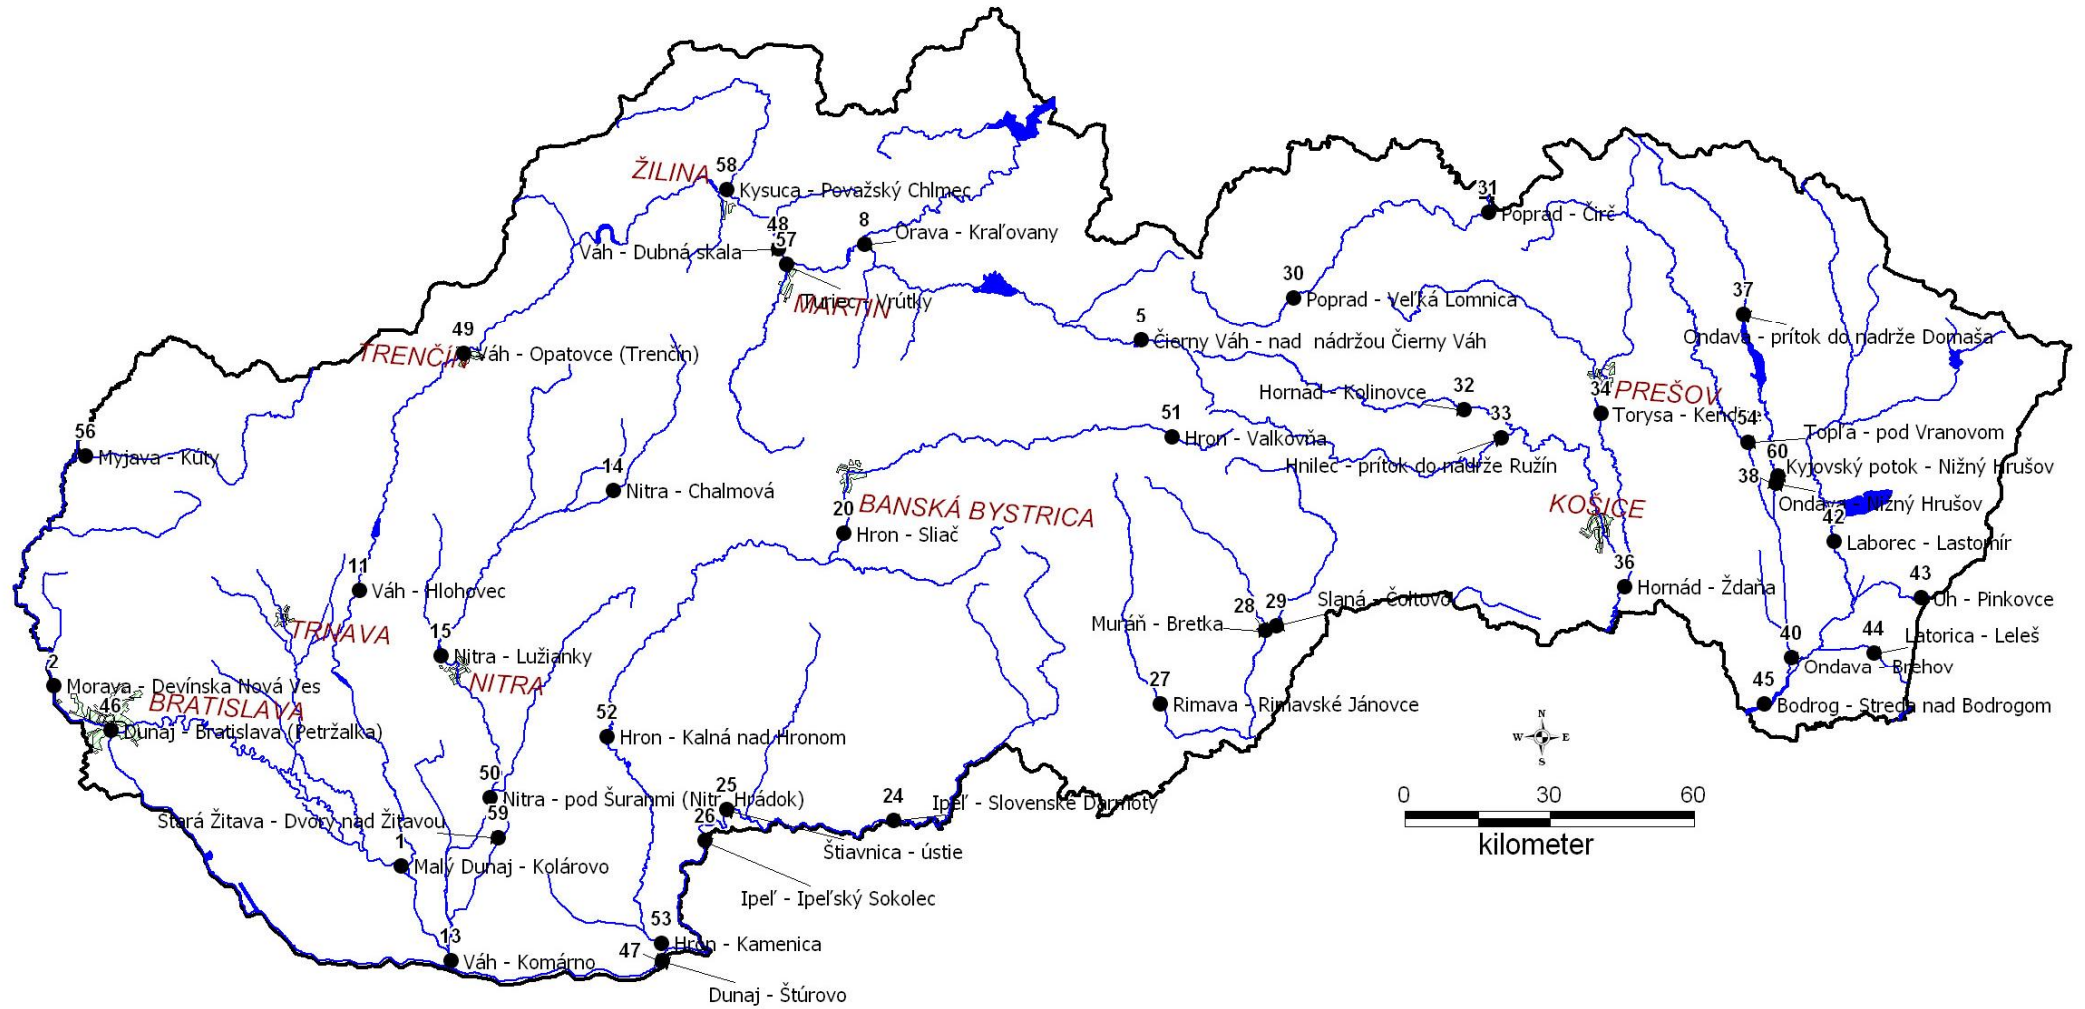 58
ŽILINA
Kysuca - Považský Chlmec
31
Poprad - Čirč
48
8
Orava - Kraľovany
57
Váh - Dubná skala
30
Poprad - Veľká Lomnica
Turiec - Vrútky
MARTIN
37
Ondava - prítok do nadrže Domaša
5
Čierny Váh - nad nádržou Čierny Váh
49
TRENČÍN
Váh - Opatovce (Trenčín)
32
Hornád - Kolinovce
34
PREŠOV
Torysa - Kendice
33
51
Hron - Valkovňa
Hnilec - prítok do nádrže Ružín
54
Topľa - pod Vranovom
60
Kyjovský potok - Nižný Hrušov
38
Ondava - Nižný Hrušov
56
Myjava - Kúty
14
Nitra - Chalmová
20
BANSKÁ BYSTRICA
Hron - Sliač
KOŠICE
42
Laborec - Lastomír
11
Váh - Hlohovec
36
Hornád - Ždaňa
43
Uh - Pinkovce
28
29
Slaná - Čoltovo
Muráň - Bretka
TRNAVA
15
Nitra - Lužianky
NITRA
40
Ondava - Brehov
44
Latorica - Leleš
2
Morava - Devínska Nová Ves
BRATISLAVA
46
Dunaj - Bratislava (Petržalka)
27
Rimava - Rimavské Jánovce
45
Bodrog - Streda nad Bodrogom
52
Hron - Kalná nad Hronom
N
W
E
S
50
Nitra - pod Šuranmi (Nitr. Hrádok)
59
Stará Žitava - Dvory nad Žitavou
25
Štiavnica - ústie
24
Ipeľ - Slovenské Ďarmoty
26
Ipeľ - Ipeľský Sokolec
0 30 60
kilometer
1
Malý Dunaj - Kolárovo
13
Váh - Komárno
53
Hron - Kamenica
47
Dunaj - Štúrovo